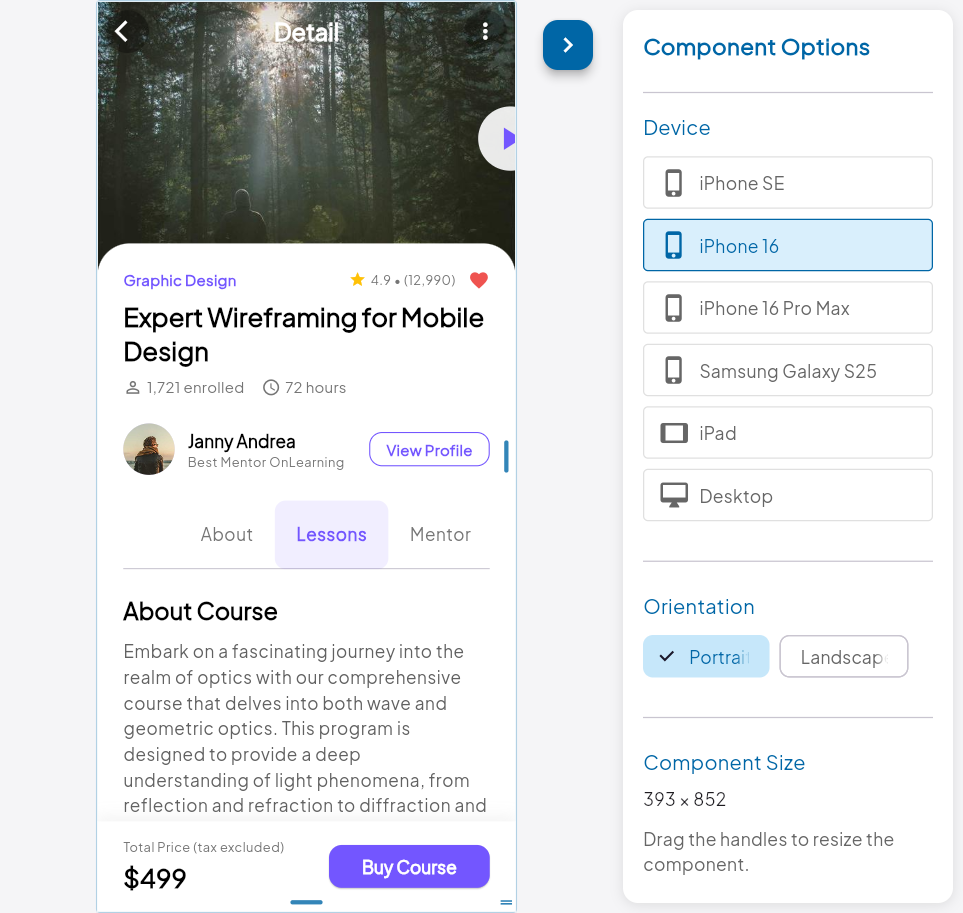 Detail
Graphic Design
4.9 • (12,990)
Expert Wireframing for Mobile
Design
1,721 enrolled
72 hours
Janny Andrea
Best Mentor OnLearning
View Profile
About
Lessons
Mentor
About Course
Embark on a fascinating journey into the
realm of optics with our comprehensive
course that delves into both wave and
geometric optics. This program is
designed to provide a deep
understanding of light phenomena, from
reflection and refraction to diffraction and
Total Price (tax excluded)
$499
Buy Course
Component Options
Device
iPhone SE
iPhone 16
iPhone 16 Pro Max
Samsung Galaxy S25
iPad
Desktop
Orientation
Portrait
Landscap
Component Size
393 × 852
Drag the handles to resize the
component.